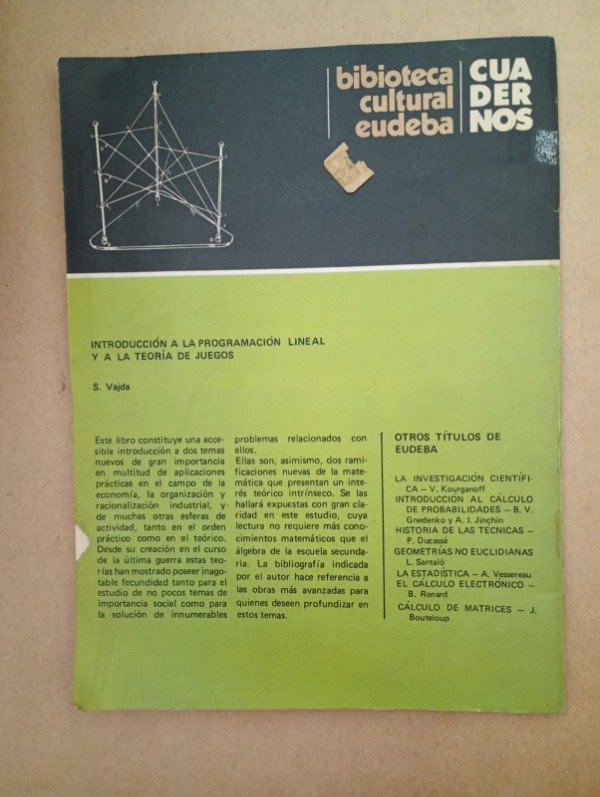 bibioteca
cultural
eudeba
CUA
DER
NOS
INTRODUCCIÓN A LA PROGRAMACIÓN LINEAL
Y A LA TEORÍA DE JUEGOS
S. Vajda
Este libro constituye una acce-
sible introducción a dos temas
nuevos de gran importancia
en multitud de aplicaciones
prácticas en el campo de la
economía, la organización y
racionalización industrial, y
de muchas otras esferas de
actividad, tanto en el orden
práctico como en el teórico.
Desde su creación en el curso
de la última guerra estas teo-
rías han mostrado poseer inago-
table fecundidad tanto para el
estudio de no pocos temas de
importancia social como para
la solución de innumerables
problemas relacionados con
ellos.
Ellas son, asimismo, dos rami-
ficaciones nuevas de la mate-
mática que presentan un inte-
rés teórico intrínseco. Se las
hallará expuestas con gran cla-
ridad en este estudio, cuya
lectura no requiere más cono-
cimientos matemáticos que el
álgebra de la escuela secunda-
ria. La bibliografía indicada
por el autor hace referencia a
las obras más avanzadas para
quienes deseen profundizar en
estos temas.
OTROS TÍTULOS DE
EUDEBA
LA INVESTIGACIÓN CIENTÍFI-
CA – V. Kourganoff
INTRODUCCIÓN AL CÁLCULO
DE PROBABILIDADES – B. V.
Gnedenko y A. I. Jinchin
HISTORIA DE LAS TÉCNICAS –
P. Ducassé
GEOMETRÍAS NO EUCLIDIANAS
L. Santaló
LA ESTADÍSTICA – A. Vessereau
EL CÁLCULO ELECTRÓNICO –
B. Renard
CÁLCULO DE MATRICES – J.
Bouteloup